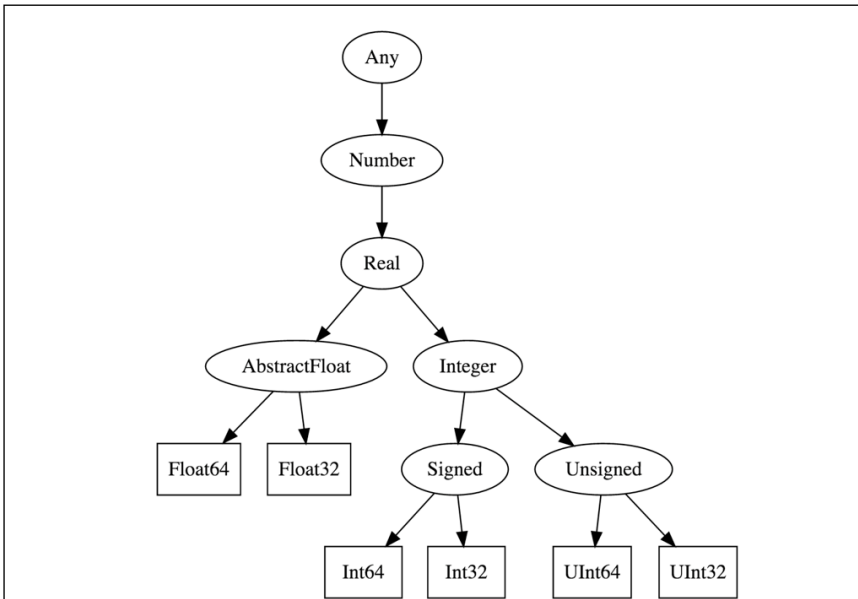 Any
Number
Real
AbstractFloat
Integer
Float64
Float32
Signed
Unsigned
Int64
Int32
UInt64
UInt32